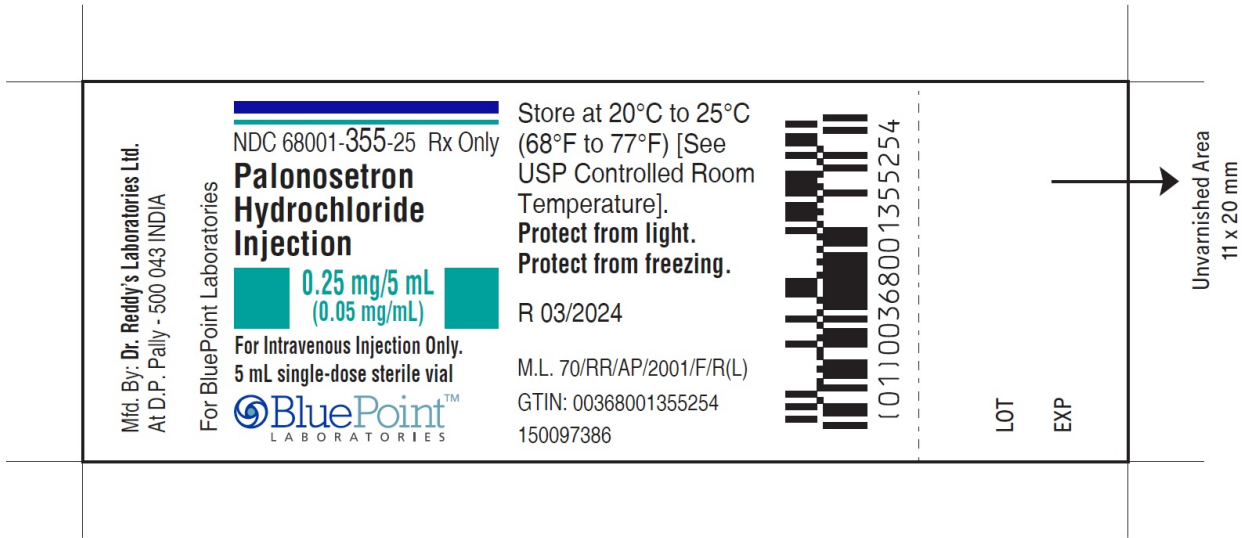 Mfd. By: Dr. Reddy's Laboratories Ltd.
At D.P. Pally - 500 043 INDIA
For BluePoint Laboratories
NDC 68001-355-25 Rx Only
Palonosetron
Hydrochloride
Injection
0.25 mg/5 mL
(0.05 mg/mL)
For Intravenous Injection Only.
5 mL single-dose sterile vial
BluePoint™
LABORATORIES
Store at 20°C to 25°C
(68°F to 77°F) [See
USP Controlled Room
Temperature].
Protect from light.
Protect from freezing.
R 03/2024
M.L. 70/RR/AP/2001/F/R(L)
GTIN: 00368001355254
150097386
(01)00368001355254
LOT
EXP
Unvarnished Area
11 x 20 mm